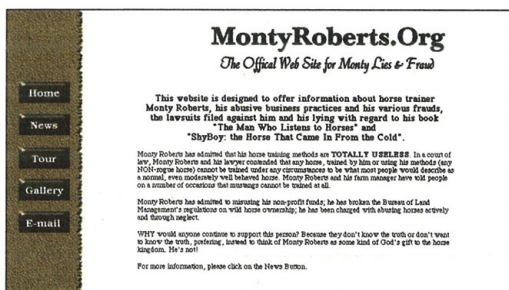 MontyRoberts.Org
The Offical Web Site for Monty Lies & Fraud
Home
News
Tour
Gallery
E-mail
This website is designed to offer information about horse trainer
Monty Roberts, his abusive business practices and his various frauds,
the lawsuits filed against him and his lying with regard to his book
"The Man Who Listens to Horses" and
"ShyBoy: the Horse That Came In From the Cold".
Monty Roberts has admitted that his horse training methods are TOTALLY USELESS. In a court of
law, Monty Roberts and his lawyer contended that any horse, trained by him or using his methods (any
NON-rogue horse) cannot be trained under any circumstances to be what most people would describe as
a normal, even moderately well behaved horse. Monty Roberts and his farm manager have told people
on a number of occasions that mustangs cannot be trained at all.
Monty Roberts has admitted to misusing his non-profit funds; he has broken the Bureau of Land
Management's regulations on wild horse ownership; he has been charged with abusing horses actively
and through neglect.
WHY would anyone continue to support this person? Because they don't know the truth or don't want
to know the truth, prefering, instead to think of Monty Roberts as some kind of God's gift to the horse
kingdom. He's not!
For more information, please click on the News Button.